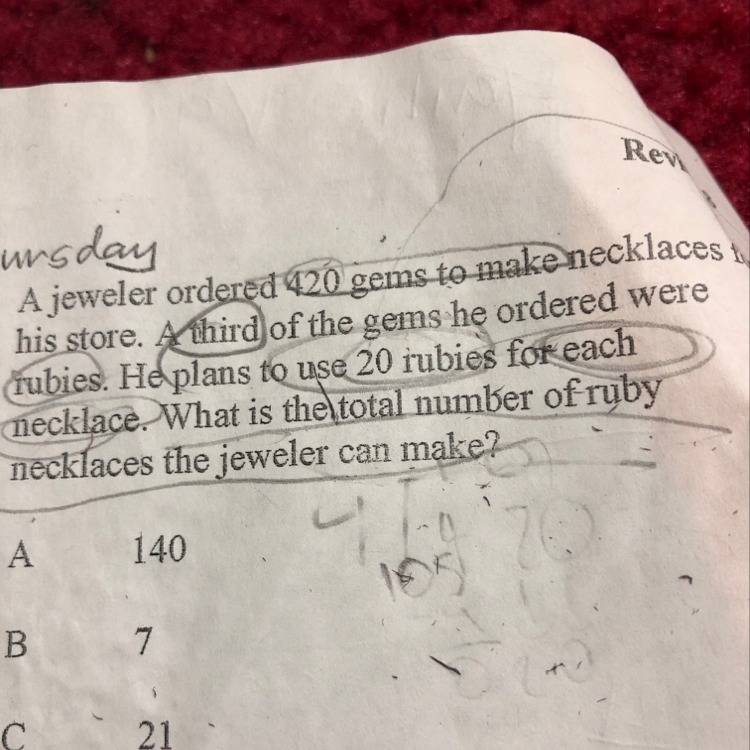 ursday
A jeweler ordered 420 gems to make necklaces
his store. A third of the gems he ordered were
rubies. He plans to use 20 rubies for each
necklace. What is the total number of ruby
necklaces the jeweler can make?
105
A 140
B 7
C 21